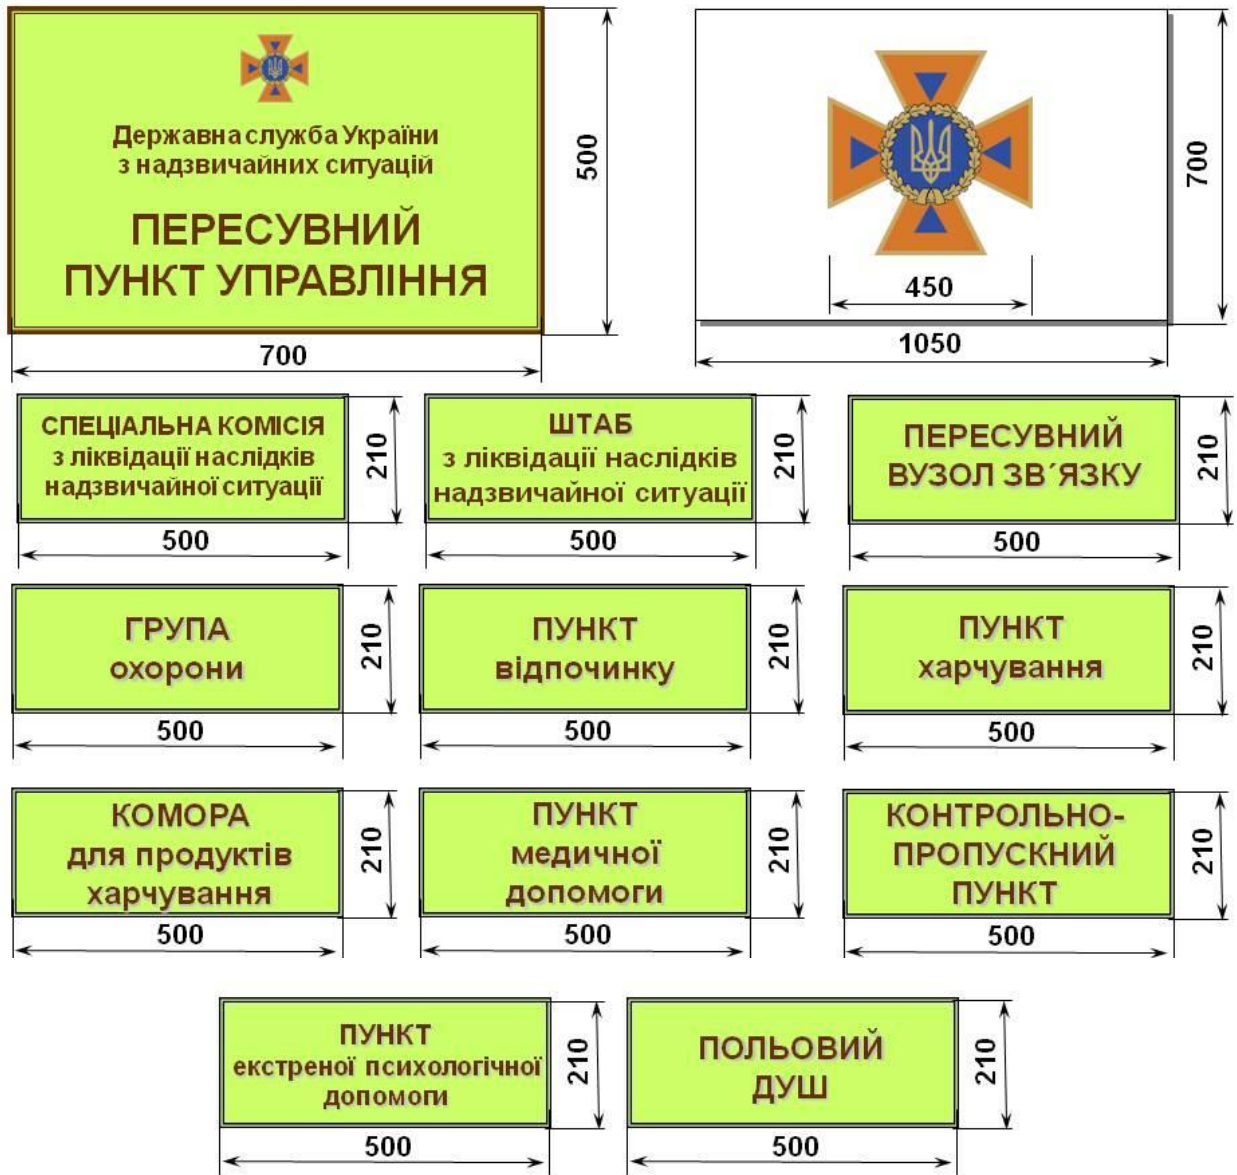 Державна служба України
з надзвичайних ситуацій
ПЕРЕСУВНИЙ
ПУНКТ УПРАВЛІННЯ
500
700
700
450
1050
СПЕЦІАЛЬНА КОМІСІЯ
з ліквідації наслідків
надзвичайної ситуації
210
500
ШТАБ
з ліквідації наслідків
надзвичайної ситуації
210
500
ПЕРЕСУВНИЙ
ВУЗОЛ ЗВ´ЯЗКУ
210
500
ГРУПА
охорони
210
500
ПУНКТ
відпочинку
210
500
ПУНКТ
харчування
210
500
КОМОРА
для продуктів
харчування
210
500
ПУНКТ
медичної
допомоги
210
500
КОНТРОЛЬНО-
ПРОПУСКНИЙ
ПУНКТ
210
500
ПУНКТ
екстреної психологічної
допомоги
210
500
ПОЛЬОВИЙ
ДУШ
210
500